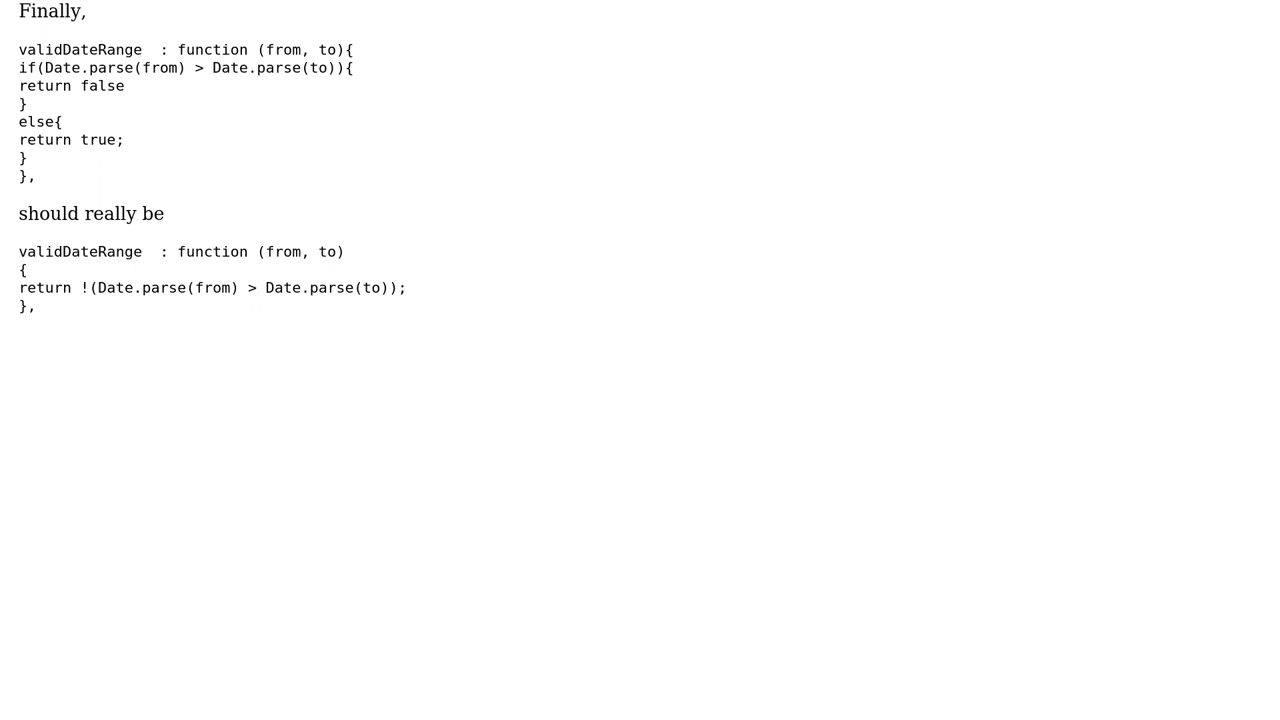 Finally,
validDateRange  : function (from, to){
if(Date.parse(from) > Date.parse(to)){
return false
}
else{
return true;
}
},
should really be
validDateRange  : function (from, to)
{
return !(Date.parse(from) > Date.parse(to));
},